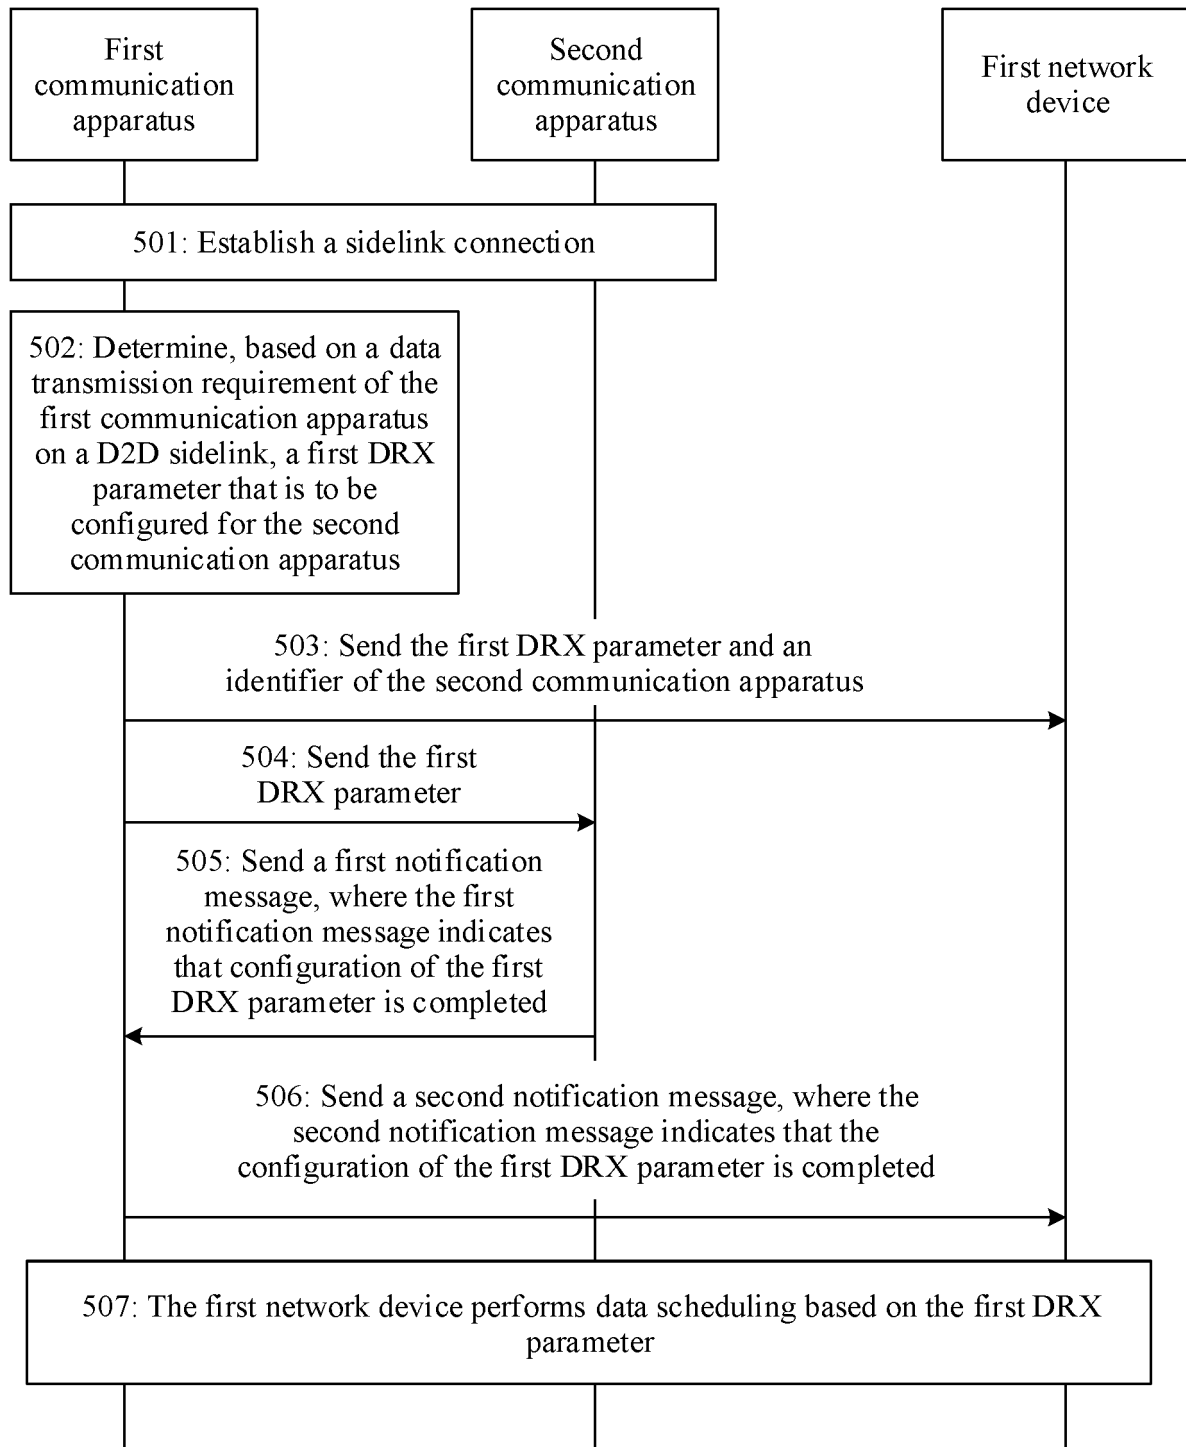 First
communication
apparatus
Second
communication
apparatus
First network
device
501: Establish a sidelink connection
502: Determine, based on a data
transmission requirement of the
first communication apparatus
on a D2D sidelink, a first DRX
parameter that is to be
configured for the second
communication apparatus
503: Send the first DRX parameter and an
identifier of the second communication apparatus
504: Send the first
DRX parameter
505: Send a first notification
message, where the first
notification message indicates
that configuration of the first
DRX parameter is completed
506: Send a second notification message, where the
second notification message indicates that the
configuration of the first DRX parameter is completed
507: The first network device performs data scheduling based on the first DRX
parameter